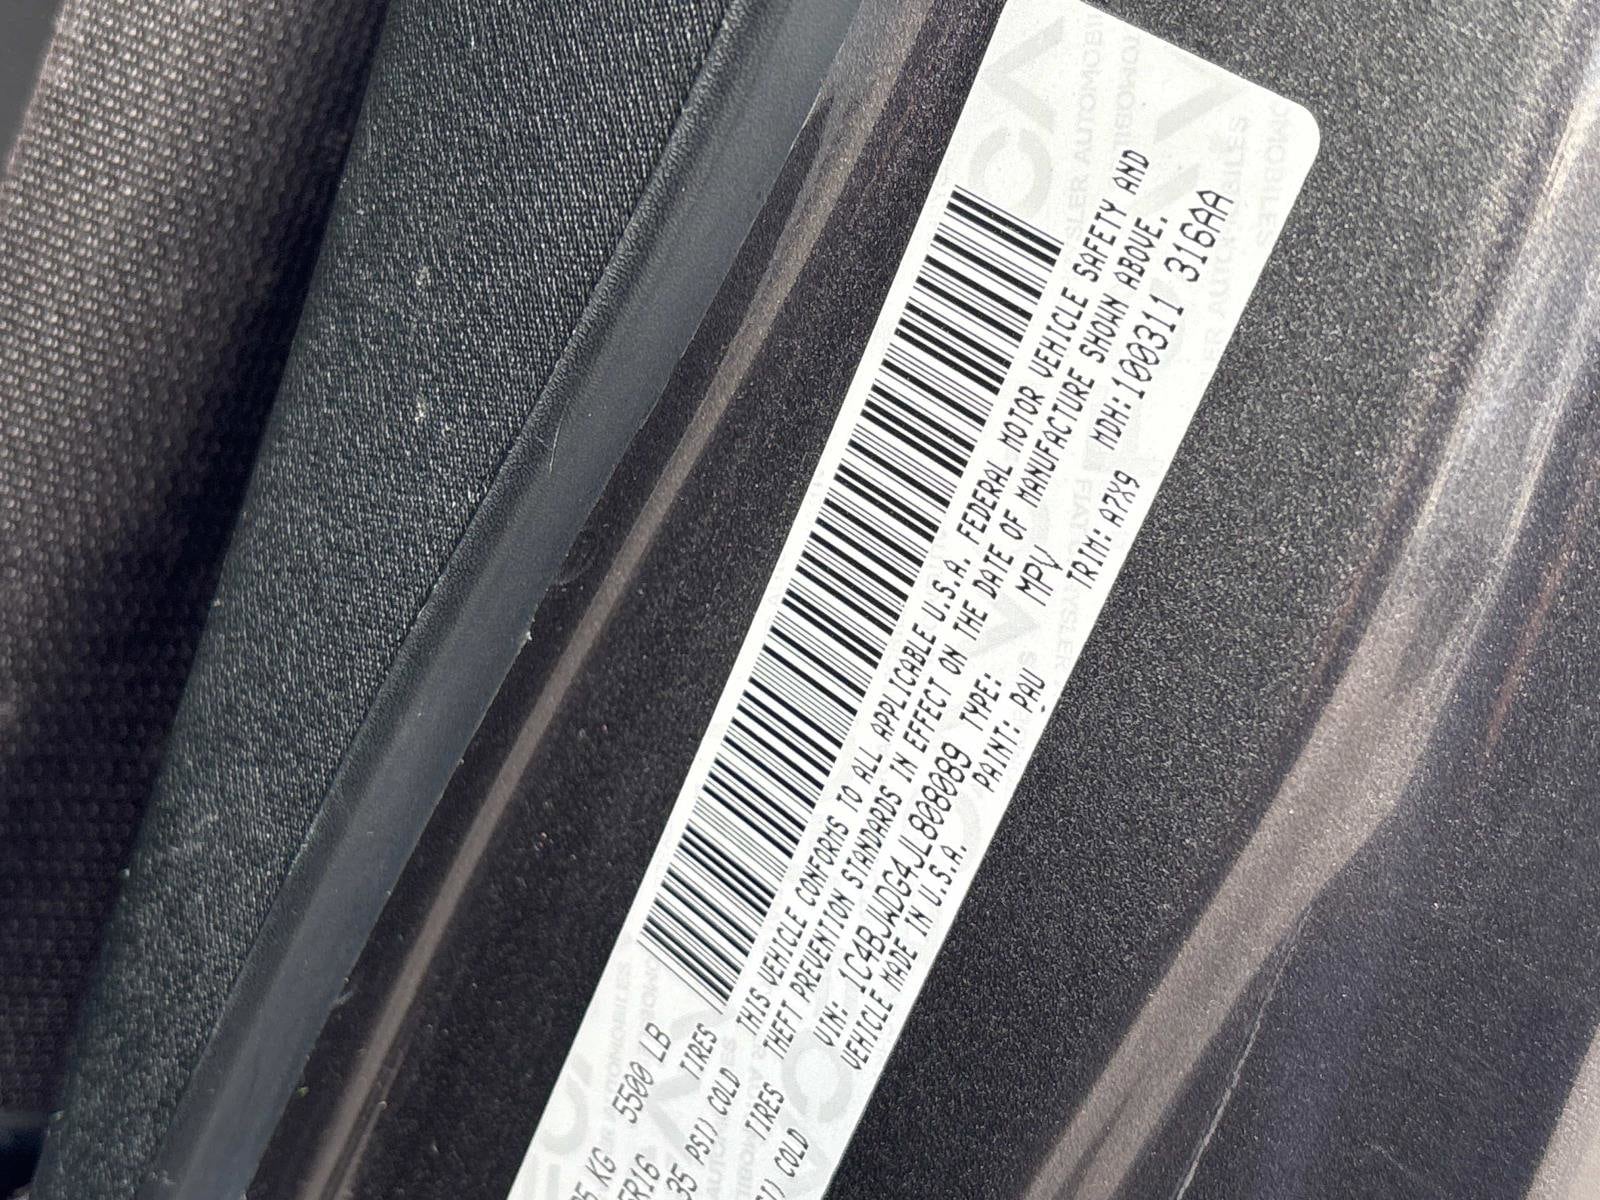 5500 LB
TIRES
35 PSI) COLD
TIRES
COLD
THIS VEHICLE CONFORMS TO ALL APPLICABLE U.S.A. FEDERAL MOTOR VEHICLE SAFETY AND
THEFT PREVENTION STANDARDS IN EFFECT ON THE DATE OF MANUFACTURE SHOWN ABOVE.
VIN: 1C4BJWDG4JL808089 TYPE: MPV MDH:100311 316AA
VEHICLE MADE IN U.S.A. PAINT: PAU TRIM: A7X9